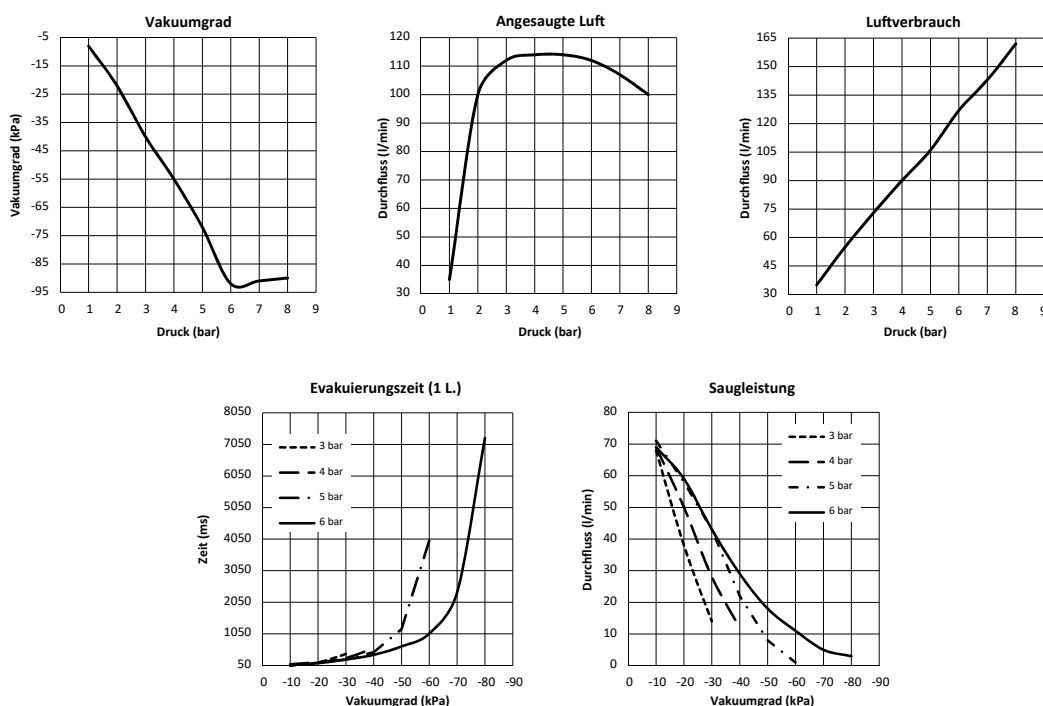 Vakuumgrad
Vakuumgrad (kPa)
-5
-15
-25
-35
-45
-55
-65
-75
-85
-95
0 1 2 3 4 5 6 7 8 9
Druck (bar)
Angesaugte Luft
Durchfluss (l/min)
120
110
100
90
80
70
60
50
40
30
0 1 2 3 4 5 6 7 8 9
Druck (bar)
Luftverbrauch
Durchfluss (l/min)
165
145
135
120
105
90
75
60
45
30
0 1 2 3 4 5 6 7 8 9
Druck (bar)
Evakuierungszeit (1 L.)
Zeit (ms)
8050
7050
6050
5050
4050
3050
2050
1050
50
3 bar
4 bar
5 bar
6 bar
0 -10 -20 -30 -40 -50 -60 -70 -80 -90
Vakuumgrad (kPa)
Saugleistung
Durchfluss (l/min)
80
70
60
50
40
30
20
10
0
3 bar
4 bar
5 bar
6 bar
0 -10 -20 -30 -40 -50 -60 -70 -80 -90
Vakuumgrad (kPa)